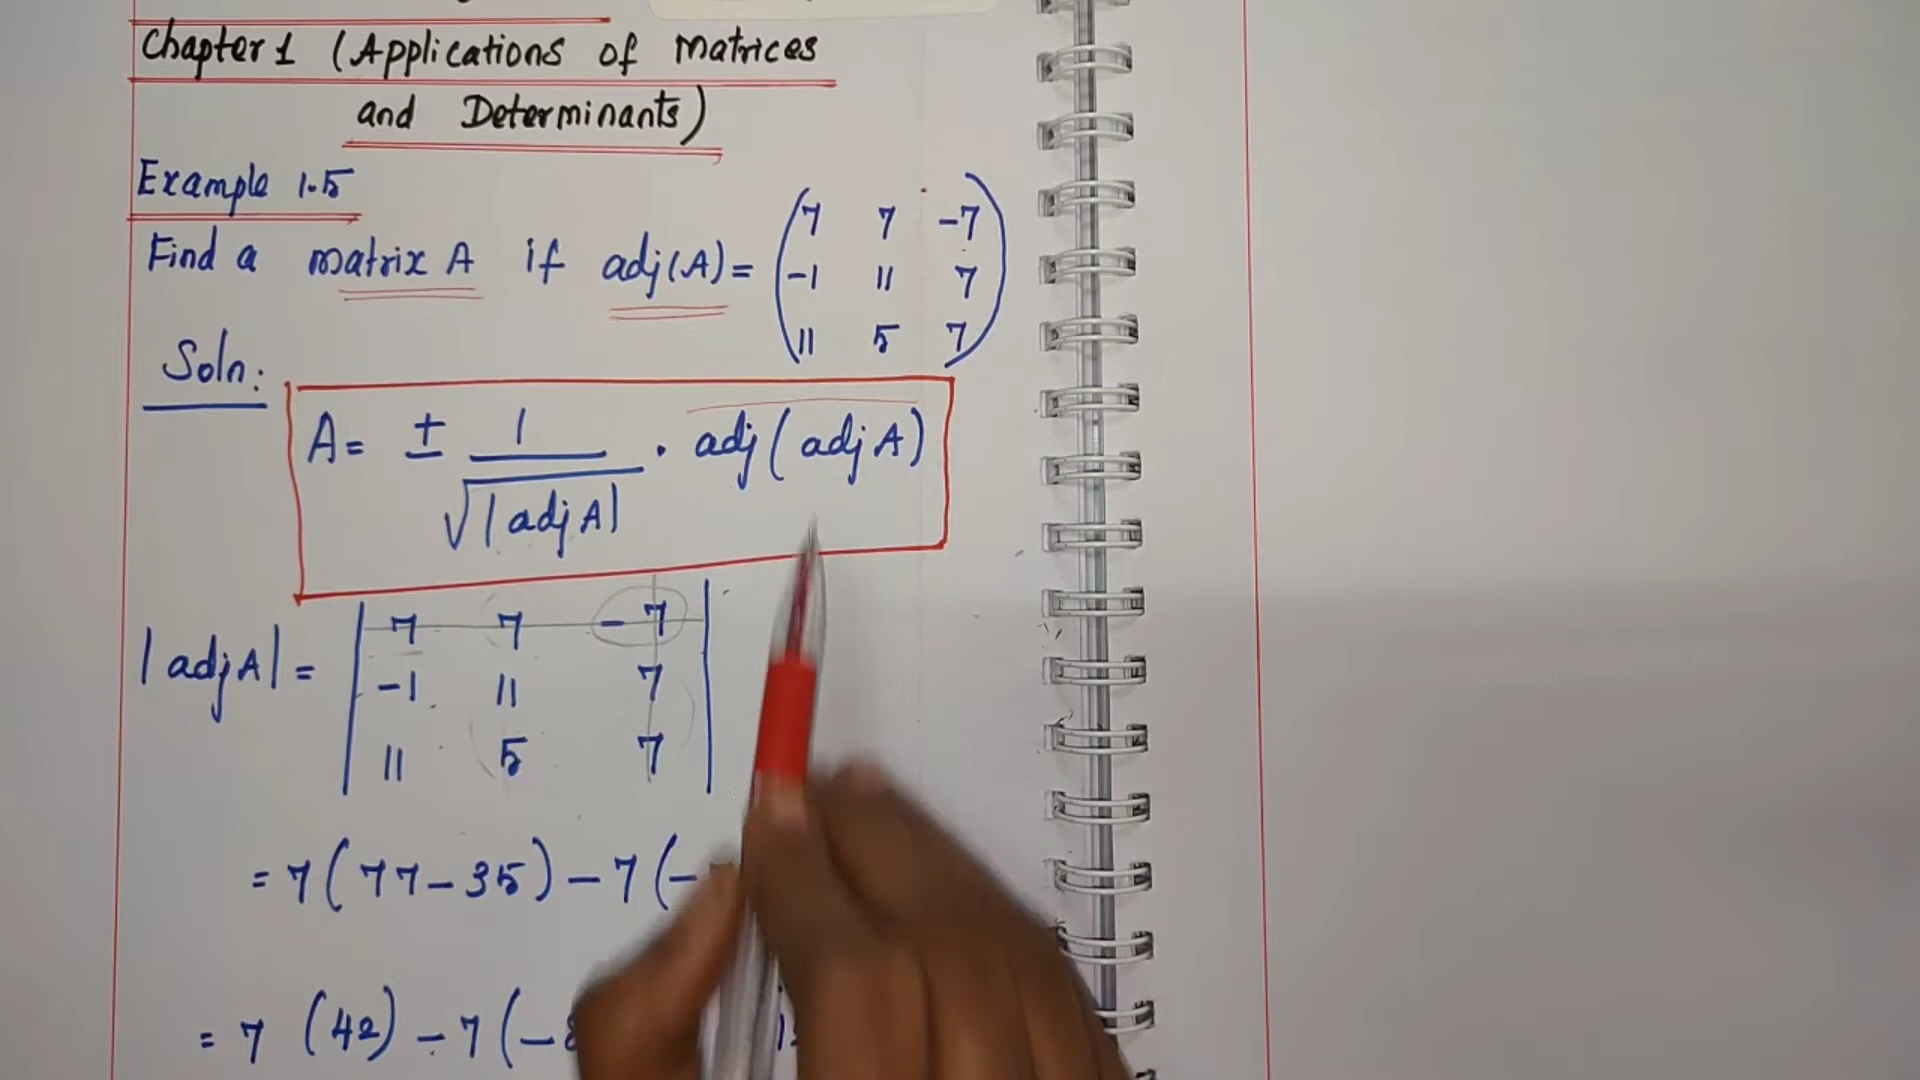 Chapter 1 (Applications of Matrices
and Determinants)
Example 1.5
Find a matrix A if adj(A) = ( 7 7 -7
-1 11 7
11 5 7 )
Soln:
A = ± 1 / √|adj A| . adj(adj A)
|adj A| = | 7 7 -7
-1 11 7
11 5 7 |
= 7(77-35) - 7(-
= 7 (42) - 7(-8